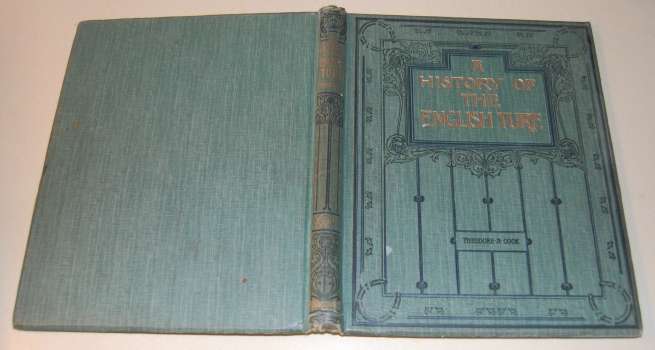 A
HISTORY OF
THE
ENGLISH TURF
THEODORE·A·COOK